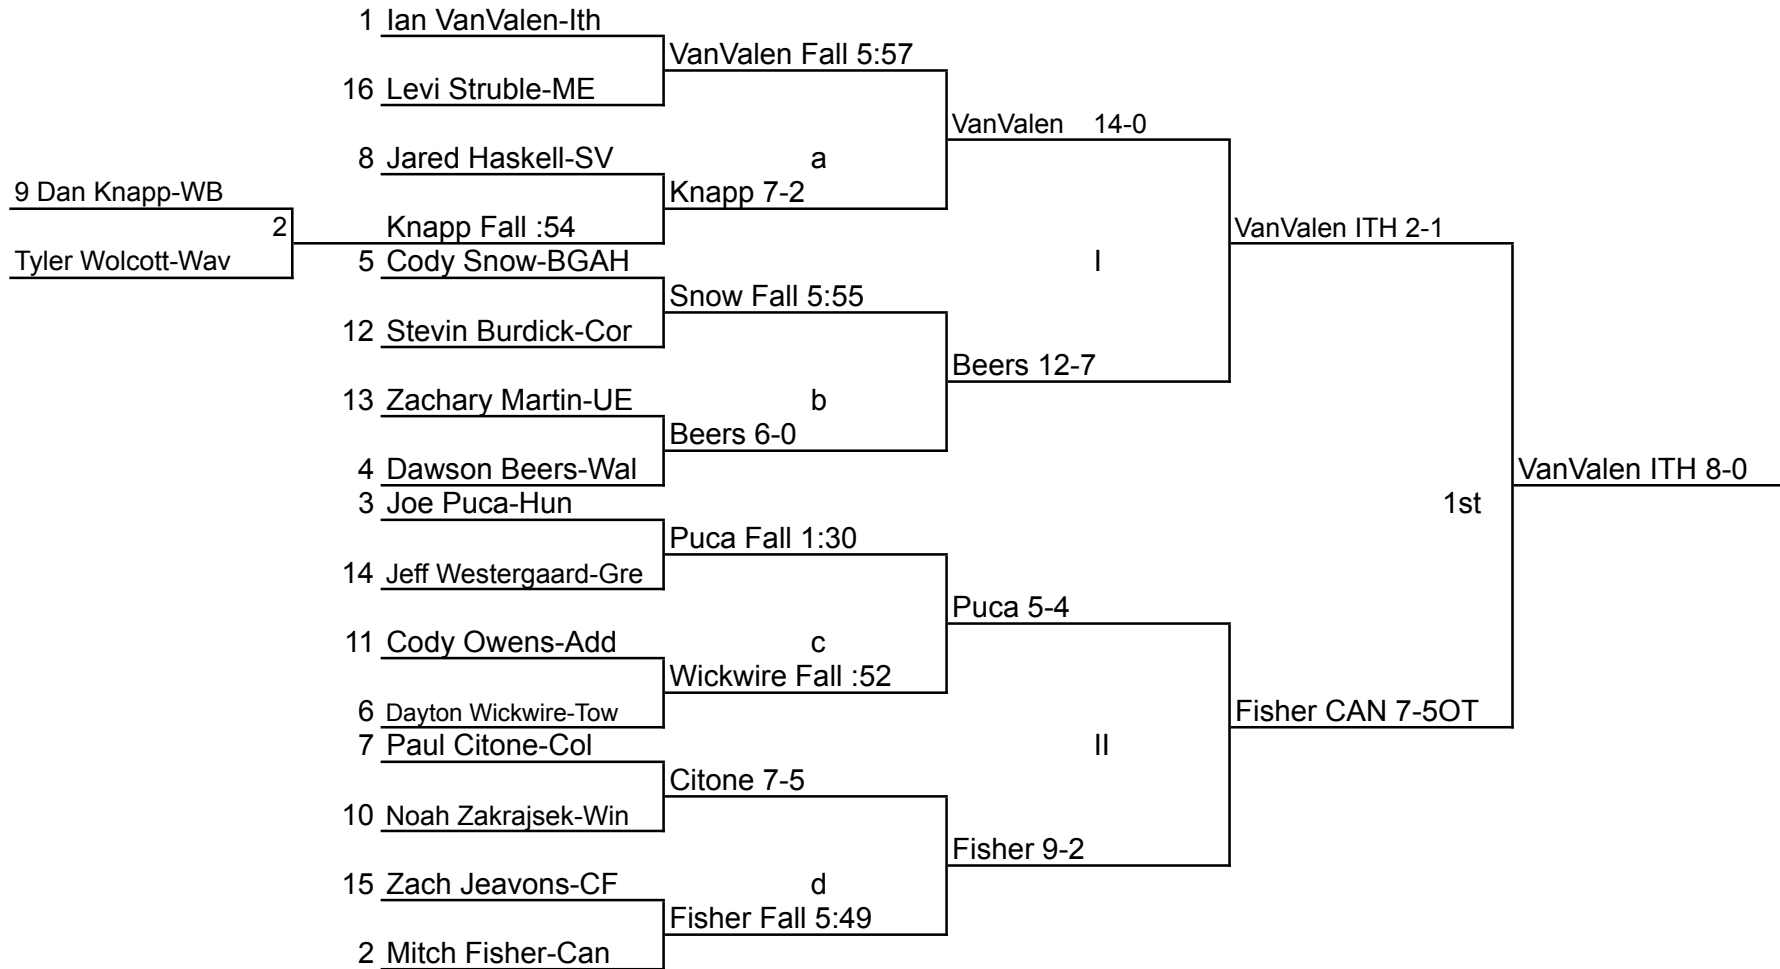 1 Ian VanValen-Ith
VanValen Fall 5:57
16 Levi Struble-ME
VanValen 14-0
8 Jared Haskell-SV
a
9 Dan Knapp-WB
Knapp 7-2
2
Knapp Fall :54
VanValen ITH 2-1
Tyler Wolcott-Wav
5 Cody Snow-BGAH
I
Snow Fall 5:55
12 Stevin Burdick-Cor
Beers 12-7
13 Zachary Martin-UE
b
Beers 6-0
4 Dawson Beers-Wal
VanValen ITH 8-0
3 Joe Puca-Hun
1st
Puca Fall 1:30
14 Jeff Westergaard-Gre
Puca 5-4
11 Cody Owens-Add
c
Wickwire Fall :52
6 Dayton Wickwire-Tow
Fisher CAN 7-5OT
7 Paul Citone-Col
II
Citone 7-5
10 Noah Zakrajsek-Win
Fisher 9-2
15 Zach Jeavons-CF
d
Fisher Fall 5:49
2 Mitch Fisher-Can